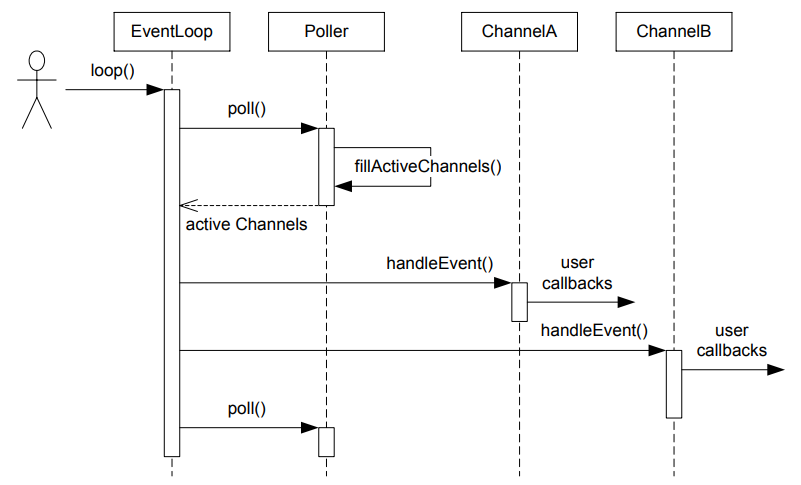 EventLoop
Poller
ChannelA
ChannelB
loop()
poll()
fillActiveChannels()
active Channels
handleEvent()
user
callbacks
handleEvent()
user
callbacks
poll()